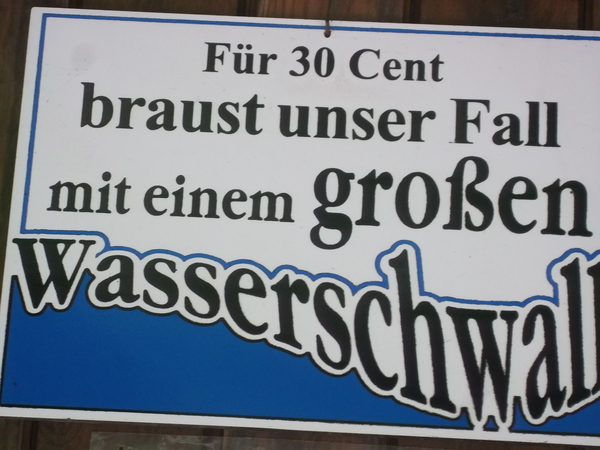 Für 30 Cent
braust unser Fall
mit einem großen
Wasserschwall